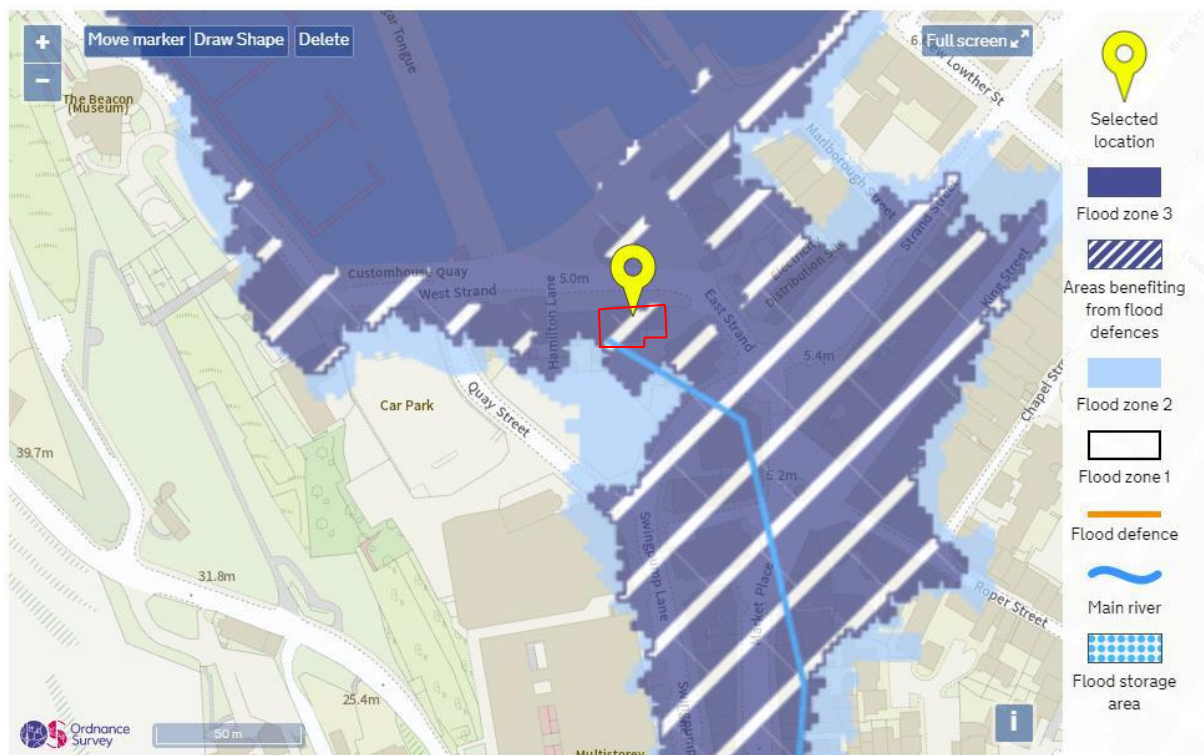 +
−
Move marker
Draw Shape
Delete
Full screen
The Beacon
(Museum)
Tongue
Lowther St
Marlborough Street
Strand Street
King Street
Customhouse Quay
West Strand
5.0m
Hamilton Lane
East Strand
Electricity
Distribution
5.4m
Chapel
Quay Street
Car Park
39.7m
5.2m
Swingpump Lane
Market Place
Roper Street
31.8m
25.4m
Multistorey
50 m
Ordnance
Survey
i
Selected
location
Flood zone 3
Areas benefiting
from flood
defences
Flood zone 2
Flood zone 1
Flood defence
Main river
Flood storage
area